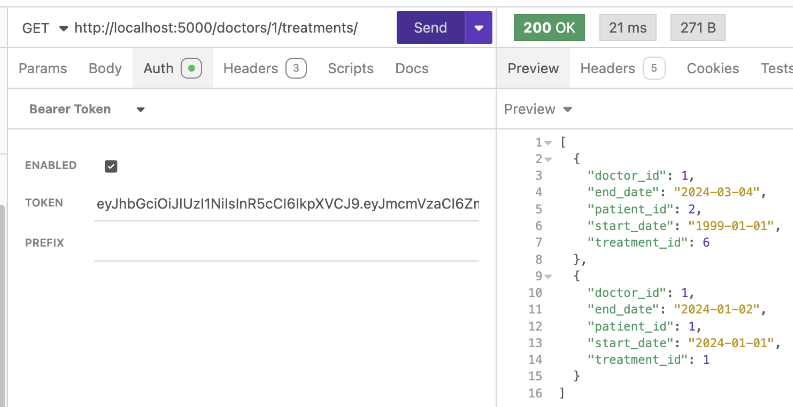 GET http://localhost:5000/doctors/1/treatments/ Send 200 OK 21 ms 271 B
Params Body Auth Headers 3 Scripts Docs Preview Headers 5 Cookies Tests
Bearer Token Preview
ENABLED
TOKEN eyJhbGciOiJIUzI1NiIsInR5cCI6IkpXVCJ9.eyJmcmVzaCI6Zm
PREFIX
1 [
2 {
3 "doctor_id": 1,
4 "end_date": "2024-03-04",
5 "patient_id": 2,
6 "start_date": "1999-01-01",
7 "treatment_id": 6
8 },
9 {
10 "doctor_id": 1,
11 "end_date": "2024-01-02",
12 "patient_id": 1,
13 "start_date": "2024-01-01",
14 "treatment_id": 1
15 }
16 ]